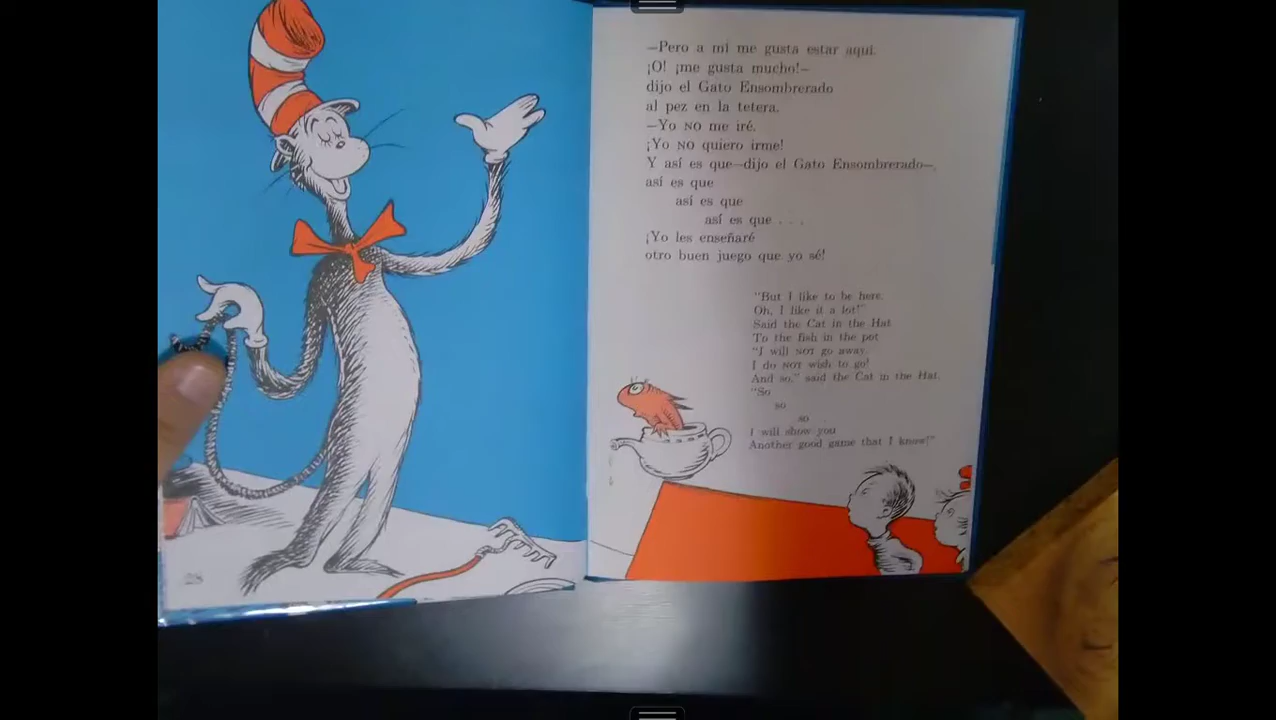 —Pero a mí me gusta estar aquí.
¡O! ¡me gusta mucho!—
dijo el Gato Ensombrerado
al pez en la tetera.
—Yo NO me iré.
¡Yo NO quiero irme!
Y así es que—dijo el Gato Ensombrerado—,
así es que
así es que
así es que . . .
¡Yo les enseñaré
otro buen juego que yo sé!
"But I like to be here.
Oh, I like it a lot!"
Said the Cat in the Hat
To the fish in the pot.
"I will NOT go away.
I do NOT wish to go!
And so," said the Cat in the Hat,
"So
so
so . . .
I will show you
Another good game that I know!"
28